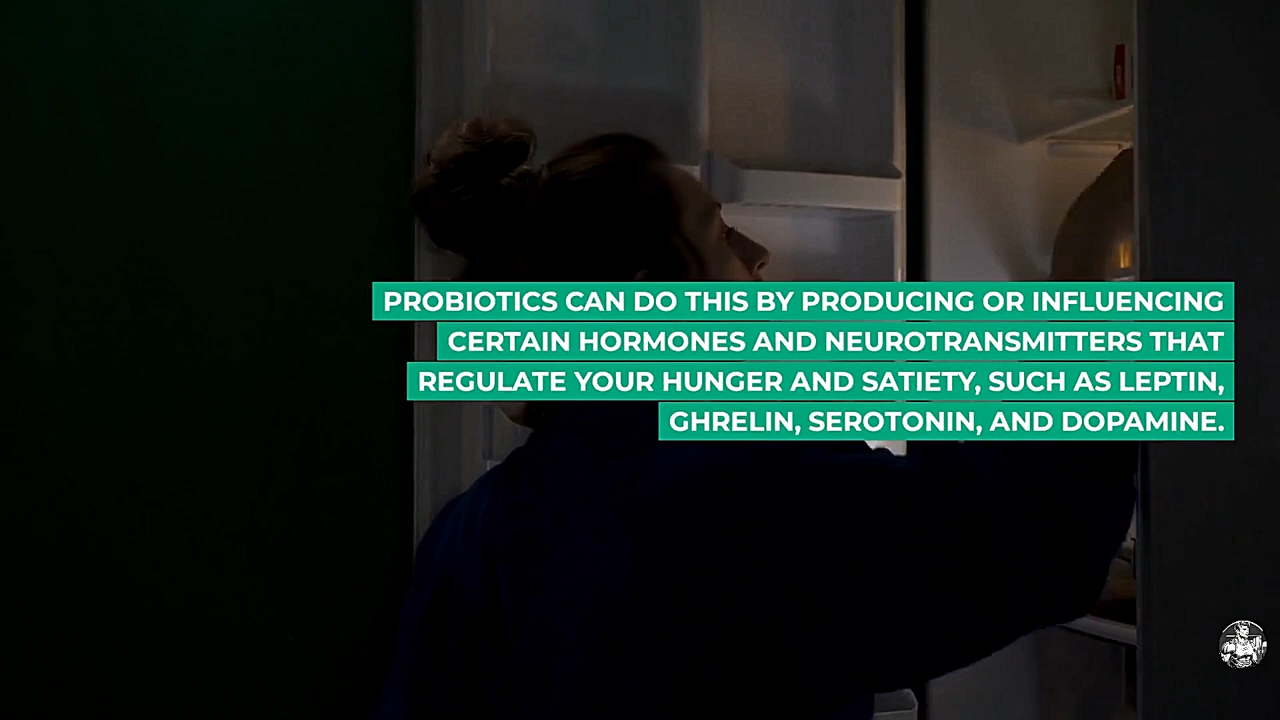 PROBIOTICS CAN DO THIS BY PRODUCING OR INFLUENCING
CERTAIN HORMONES AND NEUROTRANSMITTERS THAT
REGULATE YOUR HUNGER AND SATIETY, SUCH AS LEPTIN,
GHRELIN, SEROTONIN, AND DOPAMINE.